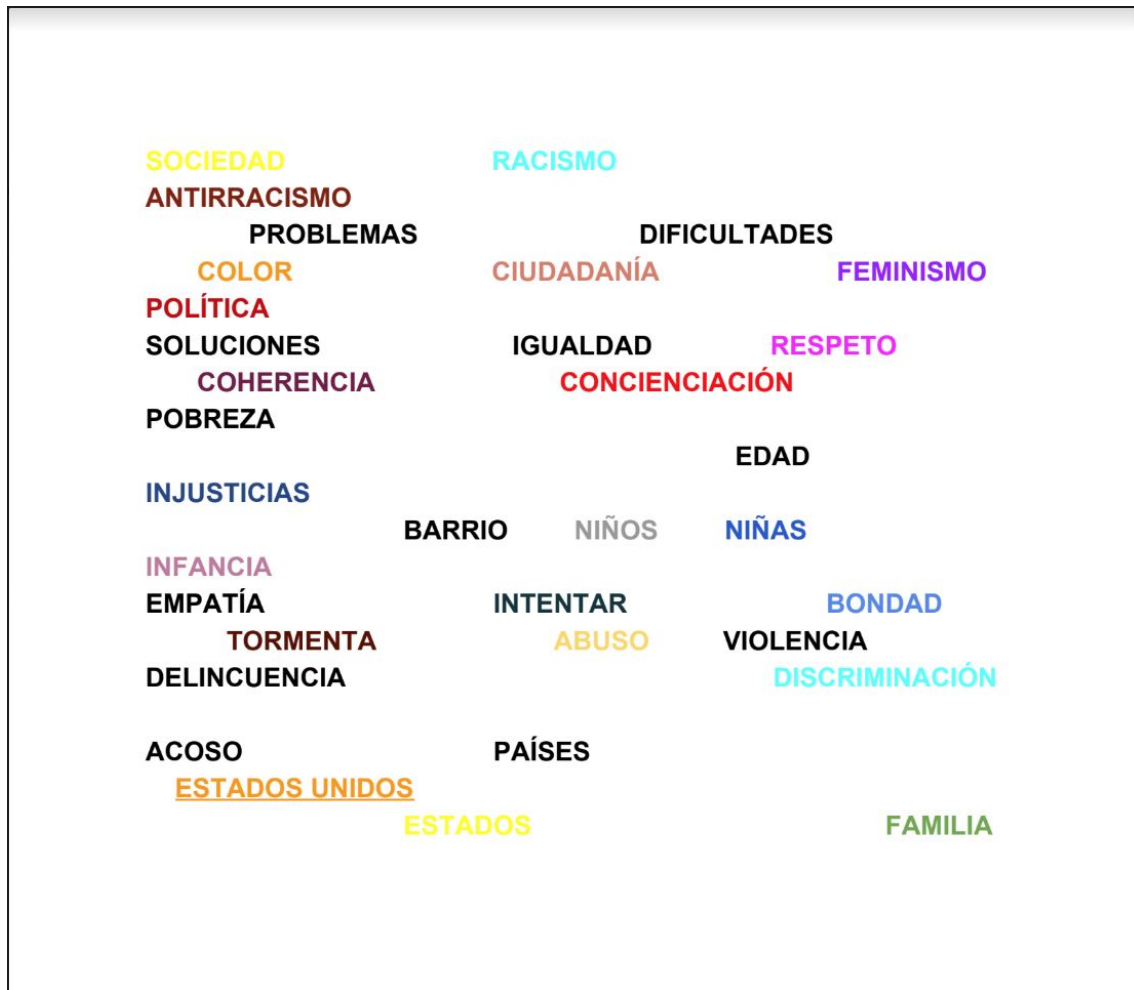 SOCIEDAD RACISMO
ANTIRRACISMO
PROBLEMAS DIFICULTADES
COLOR CIUDADANÍA FEMINISMO
POLÍTICA
SOLUCIONES IGUALDAD RESPETO
COHERENCIA CONCIENCIACIÓN
POBREZA
EDAD
INJUSTICIAS
BARRIO NIÑOS NIÑAS
INFANCIA
EMPATÍA INTENTAR BONDAD
TORMENTA ABUSO VIOLENCIA
DELINCUENCIA DISCRIMINACIÓN
ACOSO PAÍSES
ESTADOS UNIDOS
ESTADOS FAMILIA